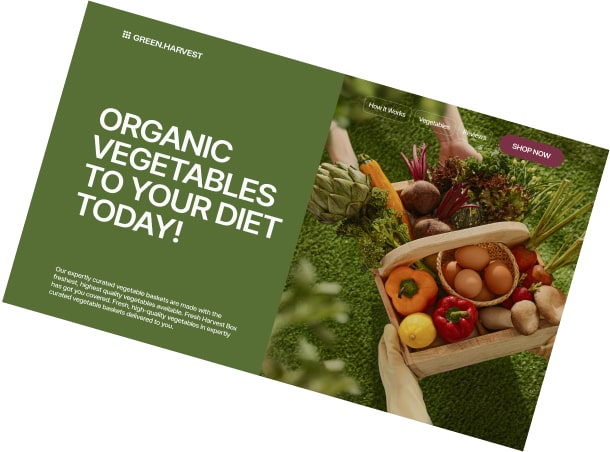 GREEN.HARVEST
How It Works
Vegetables
Reviews
SHOP NOW
ORGANIC
VEGETABLES
TO YOUR DIET
TODAY!
Our expertly curated vegetable baskets are made with the
freshest, highest quality vegetables available. Fresh Harvest Box
has got you covered. Fresh, high-quality vegetables in expertly
curated vegetable baskets delivered to you.